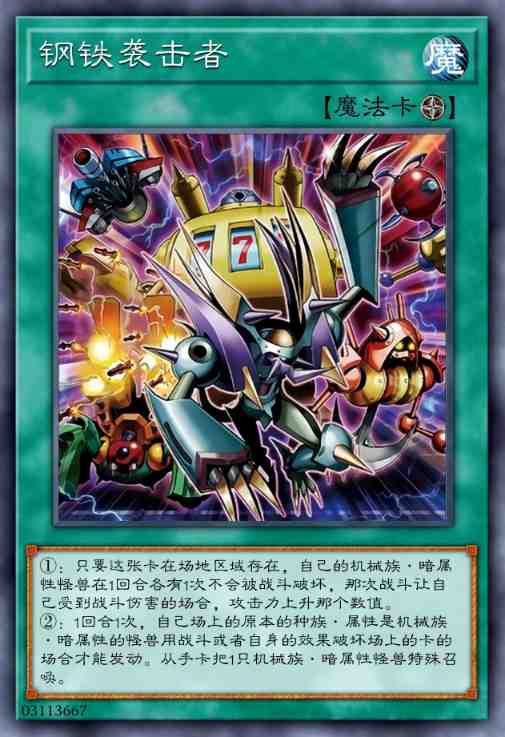 钢铁袭击者
魔
【魔法卡】
777
①：只要这张卡在场地区域存在，自己的机械族·暗属
性怪兽在1回合各有1次不会被战斗破坏，那次战斗让自
己受到战斗伤害的场合，攻击力上升那个数值。
②：1回合1次，自己场上的原本的种族·属性是机械族
·暗属性的怪兽用战斗或者自身的效果破坏场上的卡的
场合才能发动。从手卡把1只机械族·暗属性怪兽特殊召
唤。
03113667